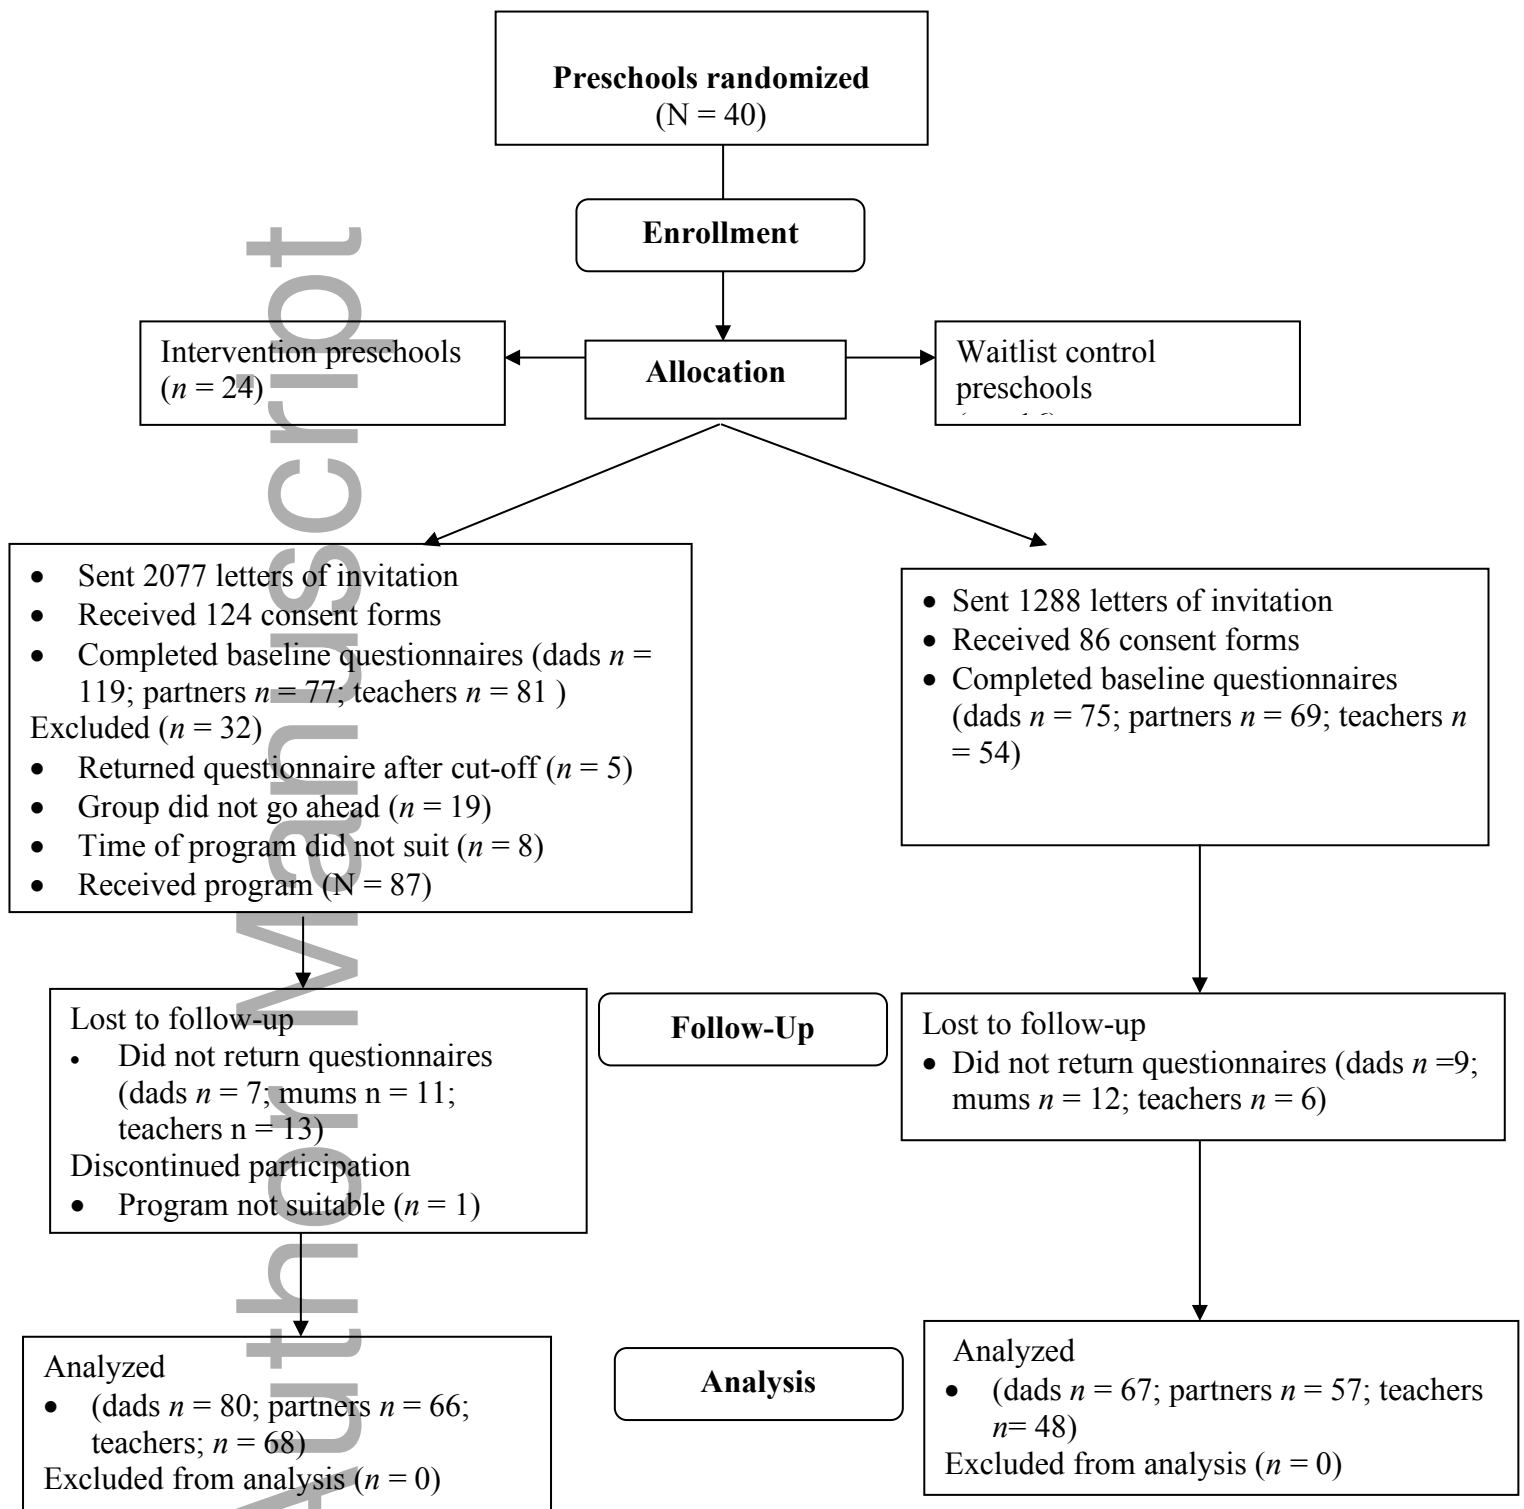 Preschools randomized
(N = 40)
Enrollment
Allocation
Intervention preschools
(n = 24)
Waitlist control
preschools
• Sent 2077 letters of invitation
• Received 124 consent forms
• Completed baseline questionnaires (dads n =
119; partners n = 77; teachers n = 81 )
Excluded (n = 32)
• Returned questionnaire after cut-off (n = 5)
• Group did not go ahead (n = 19)
• Time of program did not suit (n = 8)
• Received program (N = 87)
• Sent 1288 letters of invitation
• Received 86 consent forms
• Completed baseline questionnaires
(dads n = 75; partners n = 69; teachers n
= 54)
Follow-Up
Lost to follow-up
• Did not return questionnaires
(dads n = 7; mums n = 11;
teachers n = 13)
Discontinued participation
• Program not suitable (n = 1)
Lost to follow-up
• Did not return questionnaires (dads n =9;
mums n = 12; teachers n = 6)
Analysis
Analyzed
• (dads n = 80; partners n = 66;
teachers; n = 68)
Excluded from analysis (n = 0)
Analyzed
• (dads n = 67; partners n = 57; teachers
n= 48)
Excluded from analysis (n = 0)
Author Manuscript